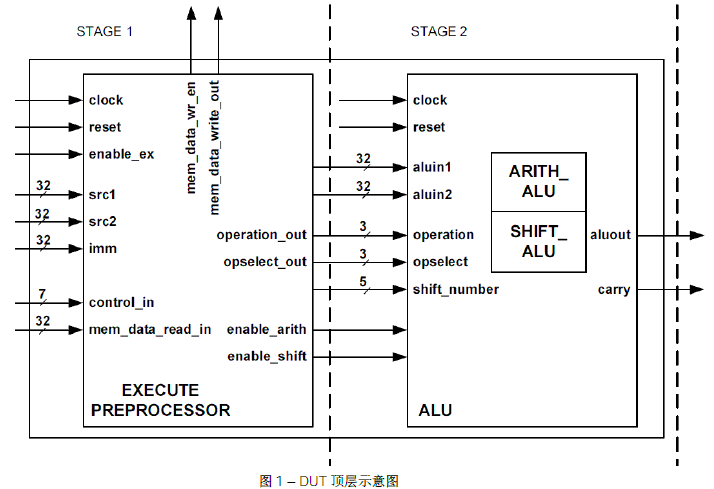 STAGE 1
STAGE 2
mem_data_wr_en
mem_data_write_out
clock
reset
enable_ex
32
src1
32
src2
32
imm
7
control_in
32
mem_data_read_in
operation_out
opselect_out
enable_arith
enable_shift
EXECUTE
PREPROCESSOR
clock
reset
32
aluin1
32
aluin2
3
operation
3
opselect
5
shift_number
ARITH_
ALU
SHIFT_
ALU
aluout
carry
ALU
图 1 – DUT 顶层示意图